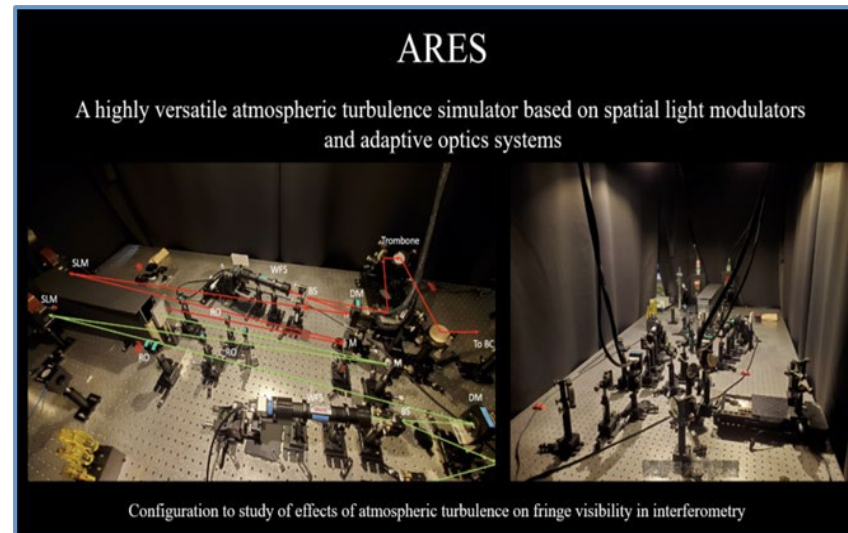 ARES
A highly versatile atmospheric turbulence simulator based on spatial light modulators
and adaptive optics systems
Trombone
SLM
WFS
BS
DM
SLM
RO
M
To BC
RO
RO
M
WFS
BS
DM
Configuration to study of effects of atmospheric turbulence on fringe visibility in interferometry